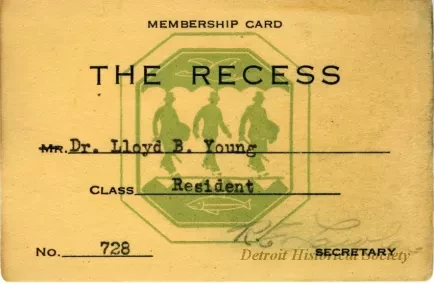 MEMBERSHIP CARD
THE RECESS
MR. Dr. Lloyd B. Young
CLASS Resident
No. 728
SECRETARY
Detroit Historical Society